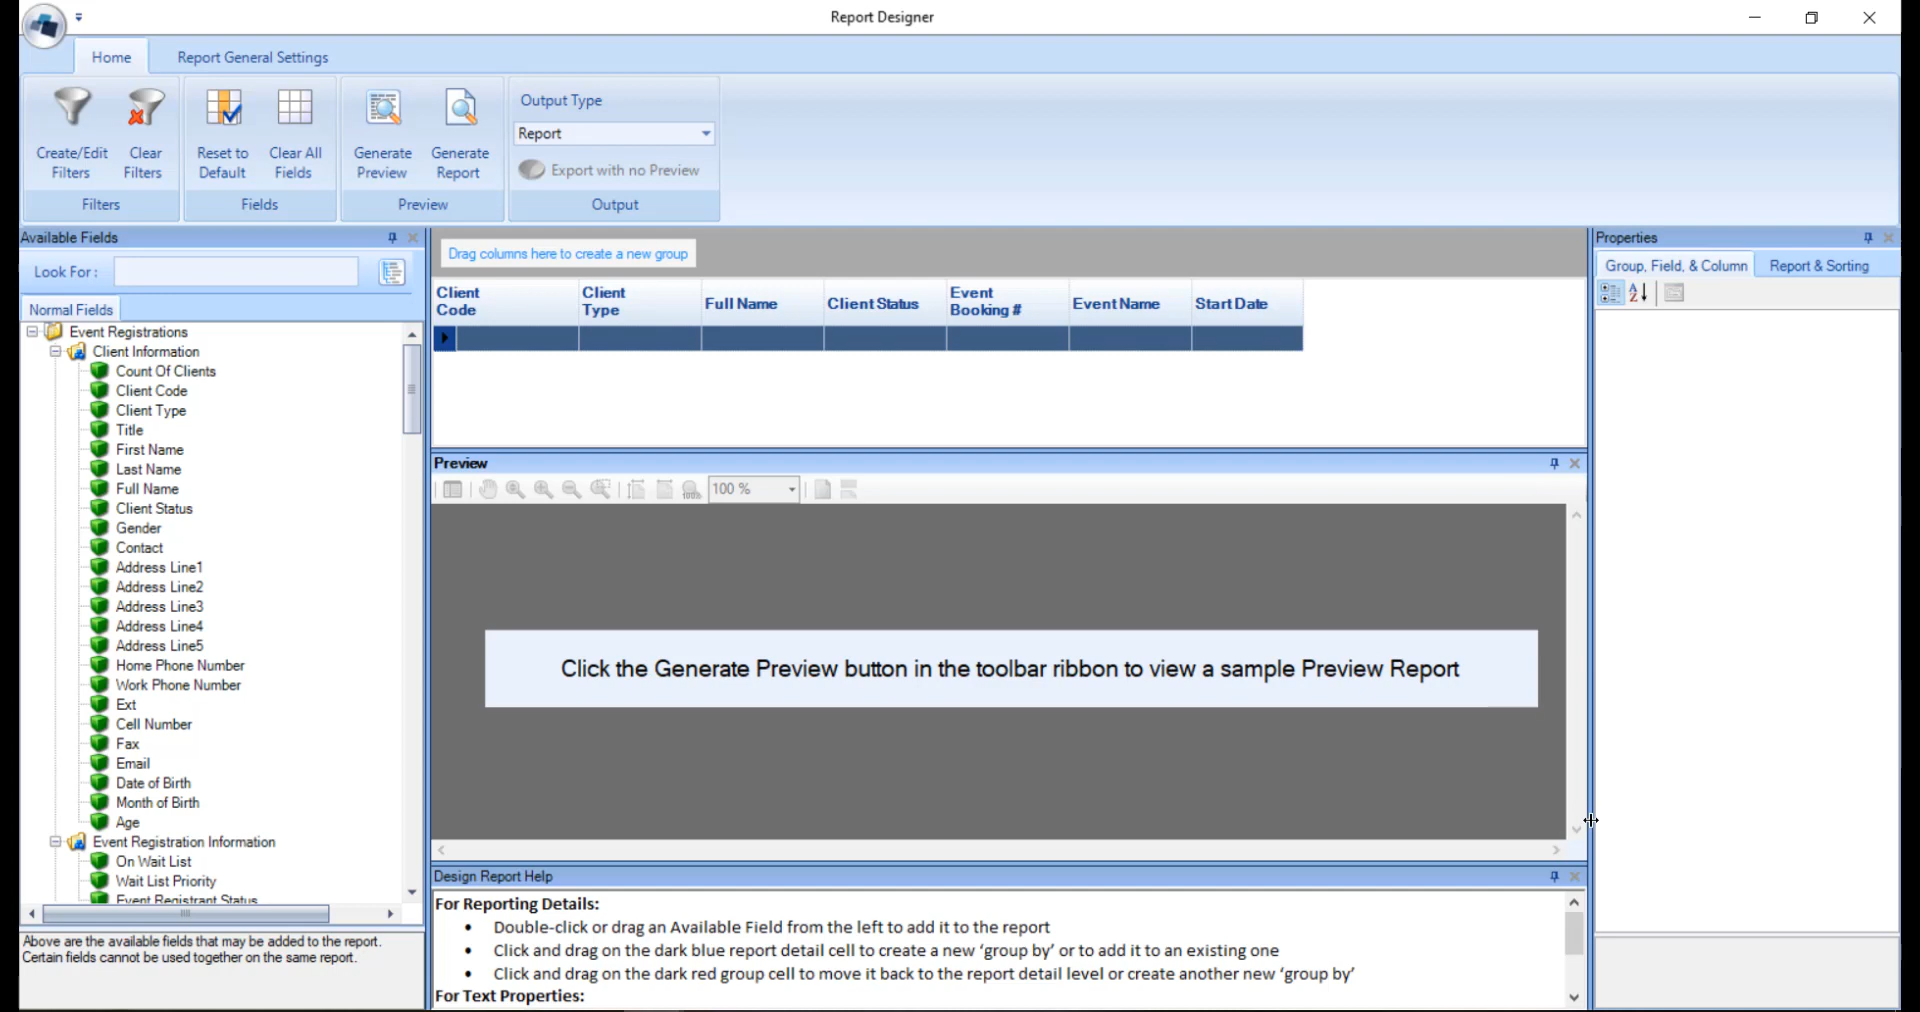 Report Designer
Home
Report General Settings
Create/Edit
Filters
Clear
Filters
Filters
Reset to
Default
Clear All
Fields
Fields
Generate
Preview
Generate
Report
Preview
Output Type
Report
Export with no Preview
Output
Available Fields
Look For :
Normal Fields
Event Registrations
Client Information
Count Of Clients
Client Code
Client Type
Title
First Name
Last Name
Full Name
Client Status
Gender
Contact
Address Line1
Address Line2
Address Line3
Address Line4
Address Line5
Home Phone Number
Work Phone Number
Ext
Cell Number
Fax
Email
Date of Birth
Month of Birth
Age
Event Registration Information
On Wait List
Wait List Priority
Event Registrant Status
Above are the available fields that may be added to the report.
Certain fields cannot be used together on the same report.
Drag columns here to create a new group
Client
Code
Client
Type
Full Name
Client Status
Event
Booking #
Event Name
Start Date
Preview
100 %
Click the Generate Preview button in the toolbar ribbon to view a sample Preview Report
Design Report Help
For Reporting Details:
• Double-click or drag an Available Field from the left to add it to the report
• Click and drag on the dark blue report detail cell to create a new ‘group by’ or to add it to an existing one
• Click and drag on the dark red group cell to move it back to the report detail level or create another new ‘group by’
For Text Properties:
Properties
Group, Field, & Column
Report & Sorting